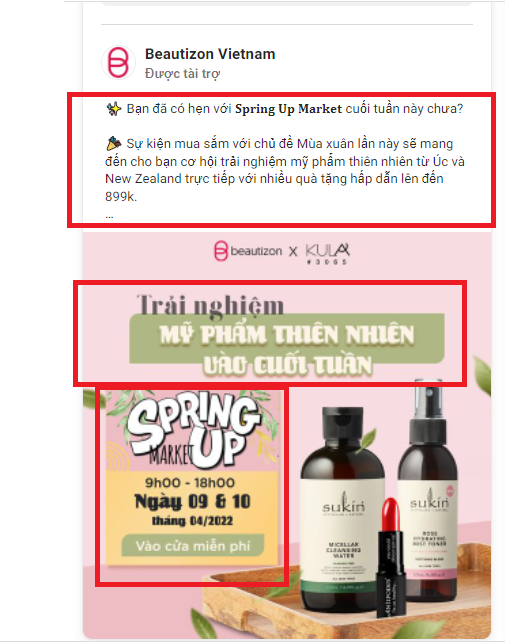 Beautizon Vietnam
Được tài trợ
✨ Bạn đã có hẹn với Spring Up Market cuối tuần này chưa?
🎉 Sự kiện mua sắm với chủ đề Mùa xuân lần này sẽ mang
đến cho bạn cơ hội trải nghiệm mỹ phẩm thiên nhiên từ Úc và
New Zealand trực tiếp với nhiều quà tặng hấp dẫn lên đến
899k.
...
beautizon X KULA
#3065
Trải nghiệm
MỸ PHẨM THIÊN NHIÊN
VÀO CUỐI TUẦN
SPRING
MARKET UP
9h00 - 18h00
Ngày 09 & 10
tháng 04/2022
Vào cửa miễn phí
sukin
MICELLAR
CLEANSING
WATER
sukin
ROSE
HYDRATING
MIST TONER
ANTIPODES